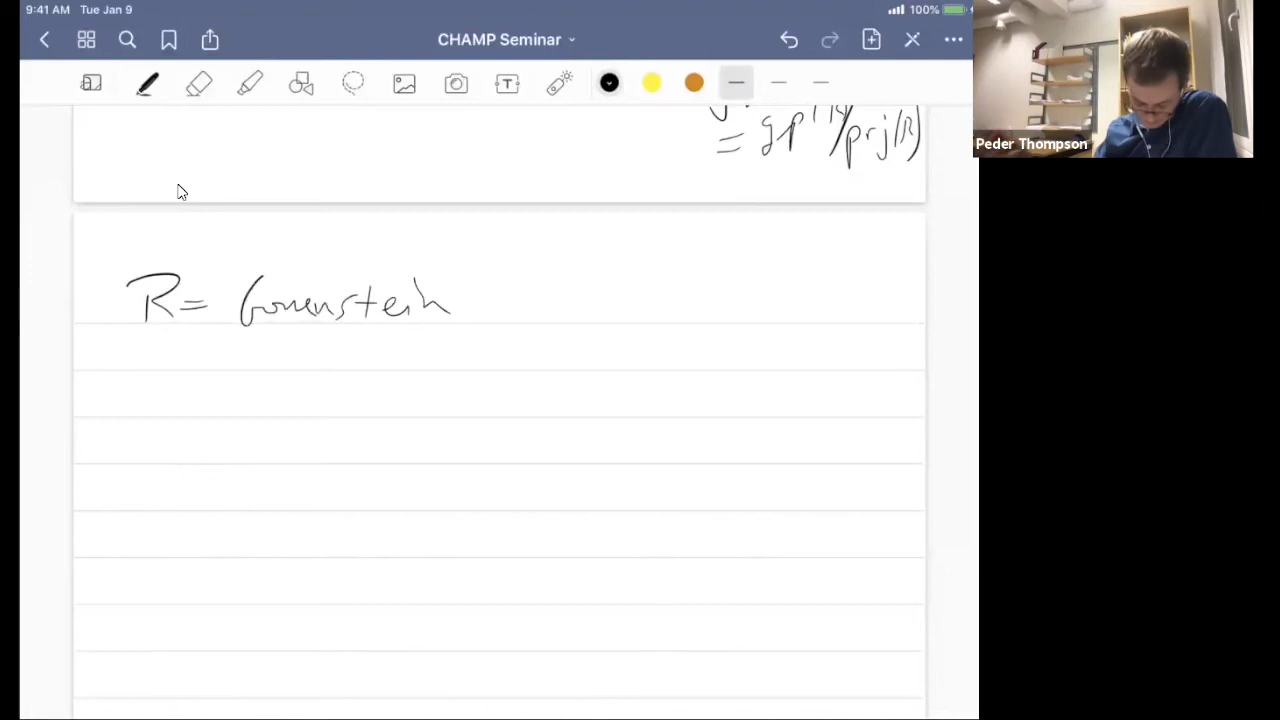 9:41 AM Tue Jan 9
100%
CHAMP Seminar
= gp(R)/prj(R)
Peder Thompson
R = Gorenstein